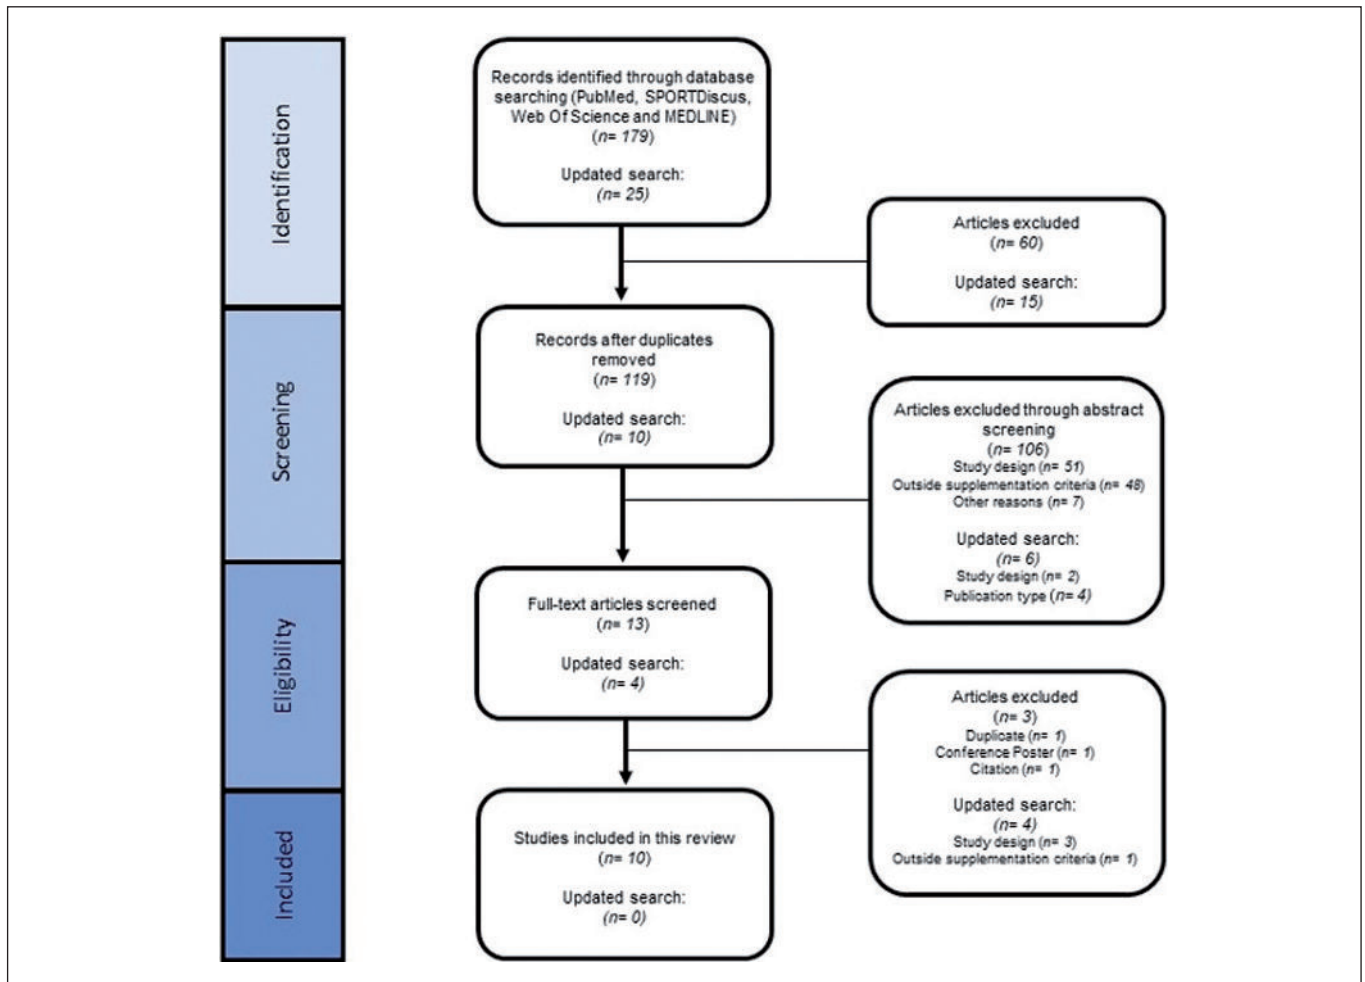 Identification
Records identified through database
searching (PubMed, SPORTDiscus,
Web Of Science and MEDLINE)
(n= 179)
Updated search:
(n= 25)
Articles excluded
(n= 60)
Updated search:
(n= 15)
Screening
Records after duplicates
removed
(n= 119)
Updated search:
(n= 10)
Articles excluded through abstract
screening
(n= 106)
Study design (n= 51)
Outside supplementation criteria (n= 48)
Other reasons (n= 7)
Updated search:
(n= 6)
Study design (n= 2)
Publication type (n= 4)
Eligibility
Full-text articles screened
(n= 13)
Updated search:
(n= 4)
Articles excluded
(n= 3)
Duplicate (n= 1)
Conference Poster (n= 1)
Citation (n= 1)
Updated search:
(n= 4)
Study design (n= 3)
Outside supplementation criteria (n= 1)
Included
Studies included in this review
(n= 10)
Updated search:
(n= 0)